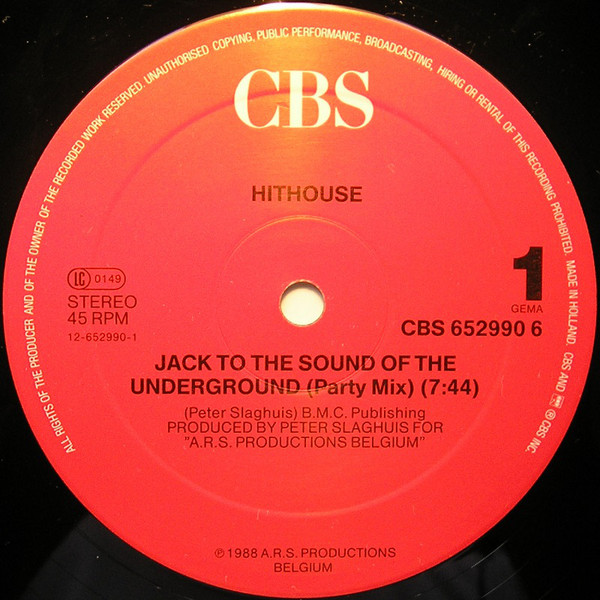 ALL RIGHTS OF THE PRODUCER AND OF THE OWNER OF THE RECORDED WORK RESERVED. UNAUTHORISED COPYING, PUBLIC PERFORMANCE, BROADCASTING, HIRING OR RENTAL OF THIS RECORDING PROHIBITED. MADE IN HOLLAND. CBS AND ℗ CBS INC.
CBS
HITHOUSE
LC 0149
STEREO
45 RPM
12-652990-1
1
GEMA
CBS 652990 6
JACK TO THE SOUND OF THE
UNDERGROUND (Party Mix) (7:44)
(Peter Slaghuis) B.M.C. Publishing
PRODUCED BY PETER SLAGHUIS FOR
"A.R.S. PRODUCTIONS BELGIUM"
℗ 1988 A.R.S. PRODUCTIONS
BELGIUM